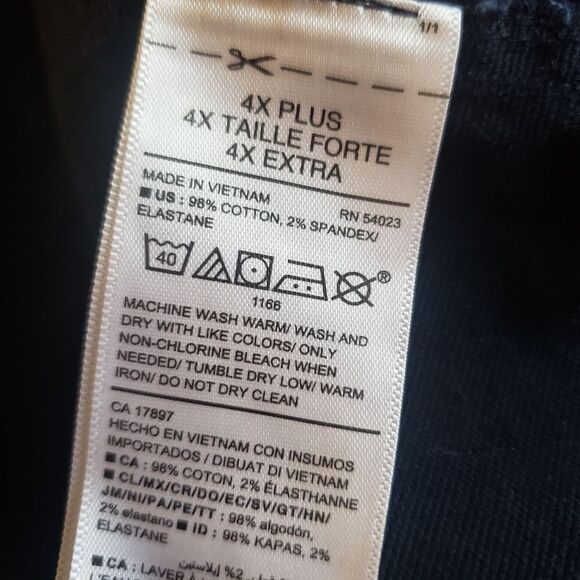 1/1
4X PLUS
4X TAILLE FORTE
4X EXTRA
MADE IN VIETNAM RN 54023
■ US : 98% COTTON, 2% SPANDEX/
ELASTANE
40
®
1166
MACHINE WASH WARM/ WASH AND
DRY WITH LIKE COLORS/ ONLY
NON-CHLORINE BLEACH WHEN
NEEDED/ TUMBLE DRY LOW/ WARM
IRON/ DO NOT DRY CLEAN
CA 17897
HECHO EN VIETNAM CON INSUMOS
IMPORTADOS / DIBUAT DI VIETNAM
■ CA : 98% COTON, 2% ÉLASTHANNE
■ CL/MX/CR/DO/EC/SV/GT/HN/
JM/NI/PA/PE/TT : 98% algodón,
2% elastano ■ ID : 98% KAPAS, 2%
ELASTANE
2% إيلاستين
■ CA : LAVER À